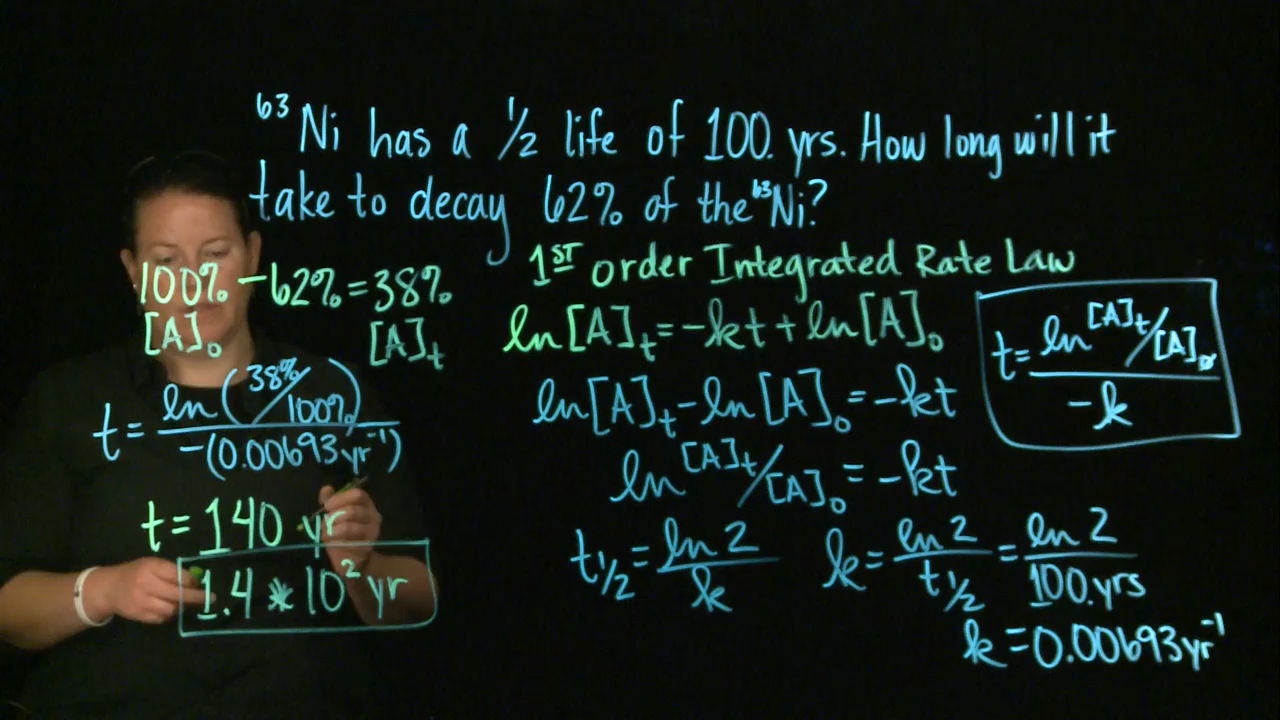 ⁶³Ni has a ½ life of 100. yrs. How long will it
take to decay 62% of the ⁶³Ni?
100% - 62% = 38%
[A]₀ [A]ₜ
t = ln(38%/100%) / -(0.00693 yr⁻¹)
t = 140 yr
1.4 * 10² yr
1ST order Integrated Rate Law
ln[A]ₜ = -kt + ln[A]₀
ln[A]ₜ - ln[A]₀ = -kt
ln [A]ₜ/[A]₀ = -kt
t = ln [A]ₜ/[A]₀ / -k
t½ = ln 2 / k
k = ln 2 / t½ = ln 2 / 100. yrs
k = 0.00693 yr⁻¹